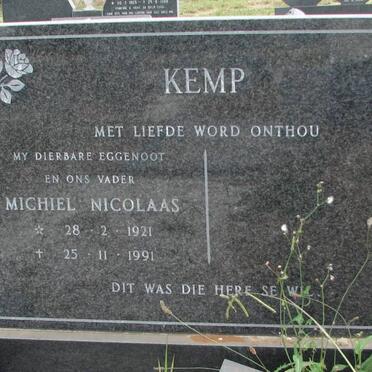 KEMP
MET LIEFDE WORD ONTHOU
MY DIERBARE EGGENOOT
EN ONS VADER
MICHIEL NICOLAAS
☆ 28 · 2 · 1921
✝ 25 · 11 · 1991
DIT WAS DIE HERE SE WIL